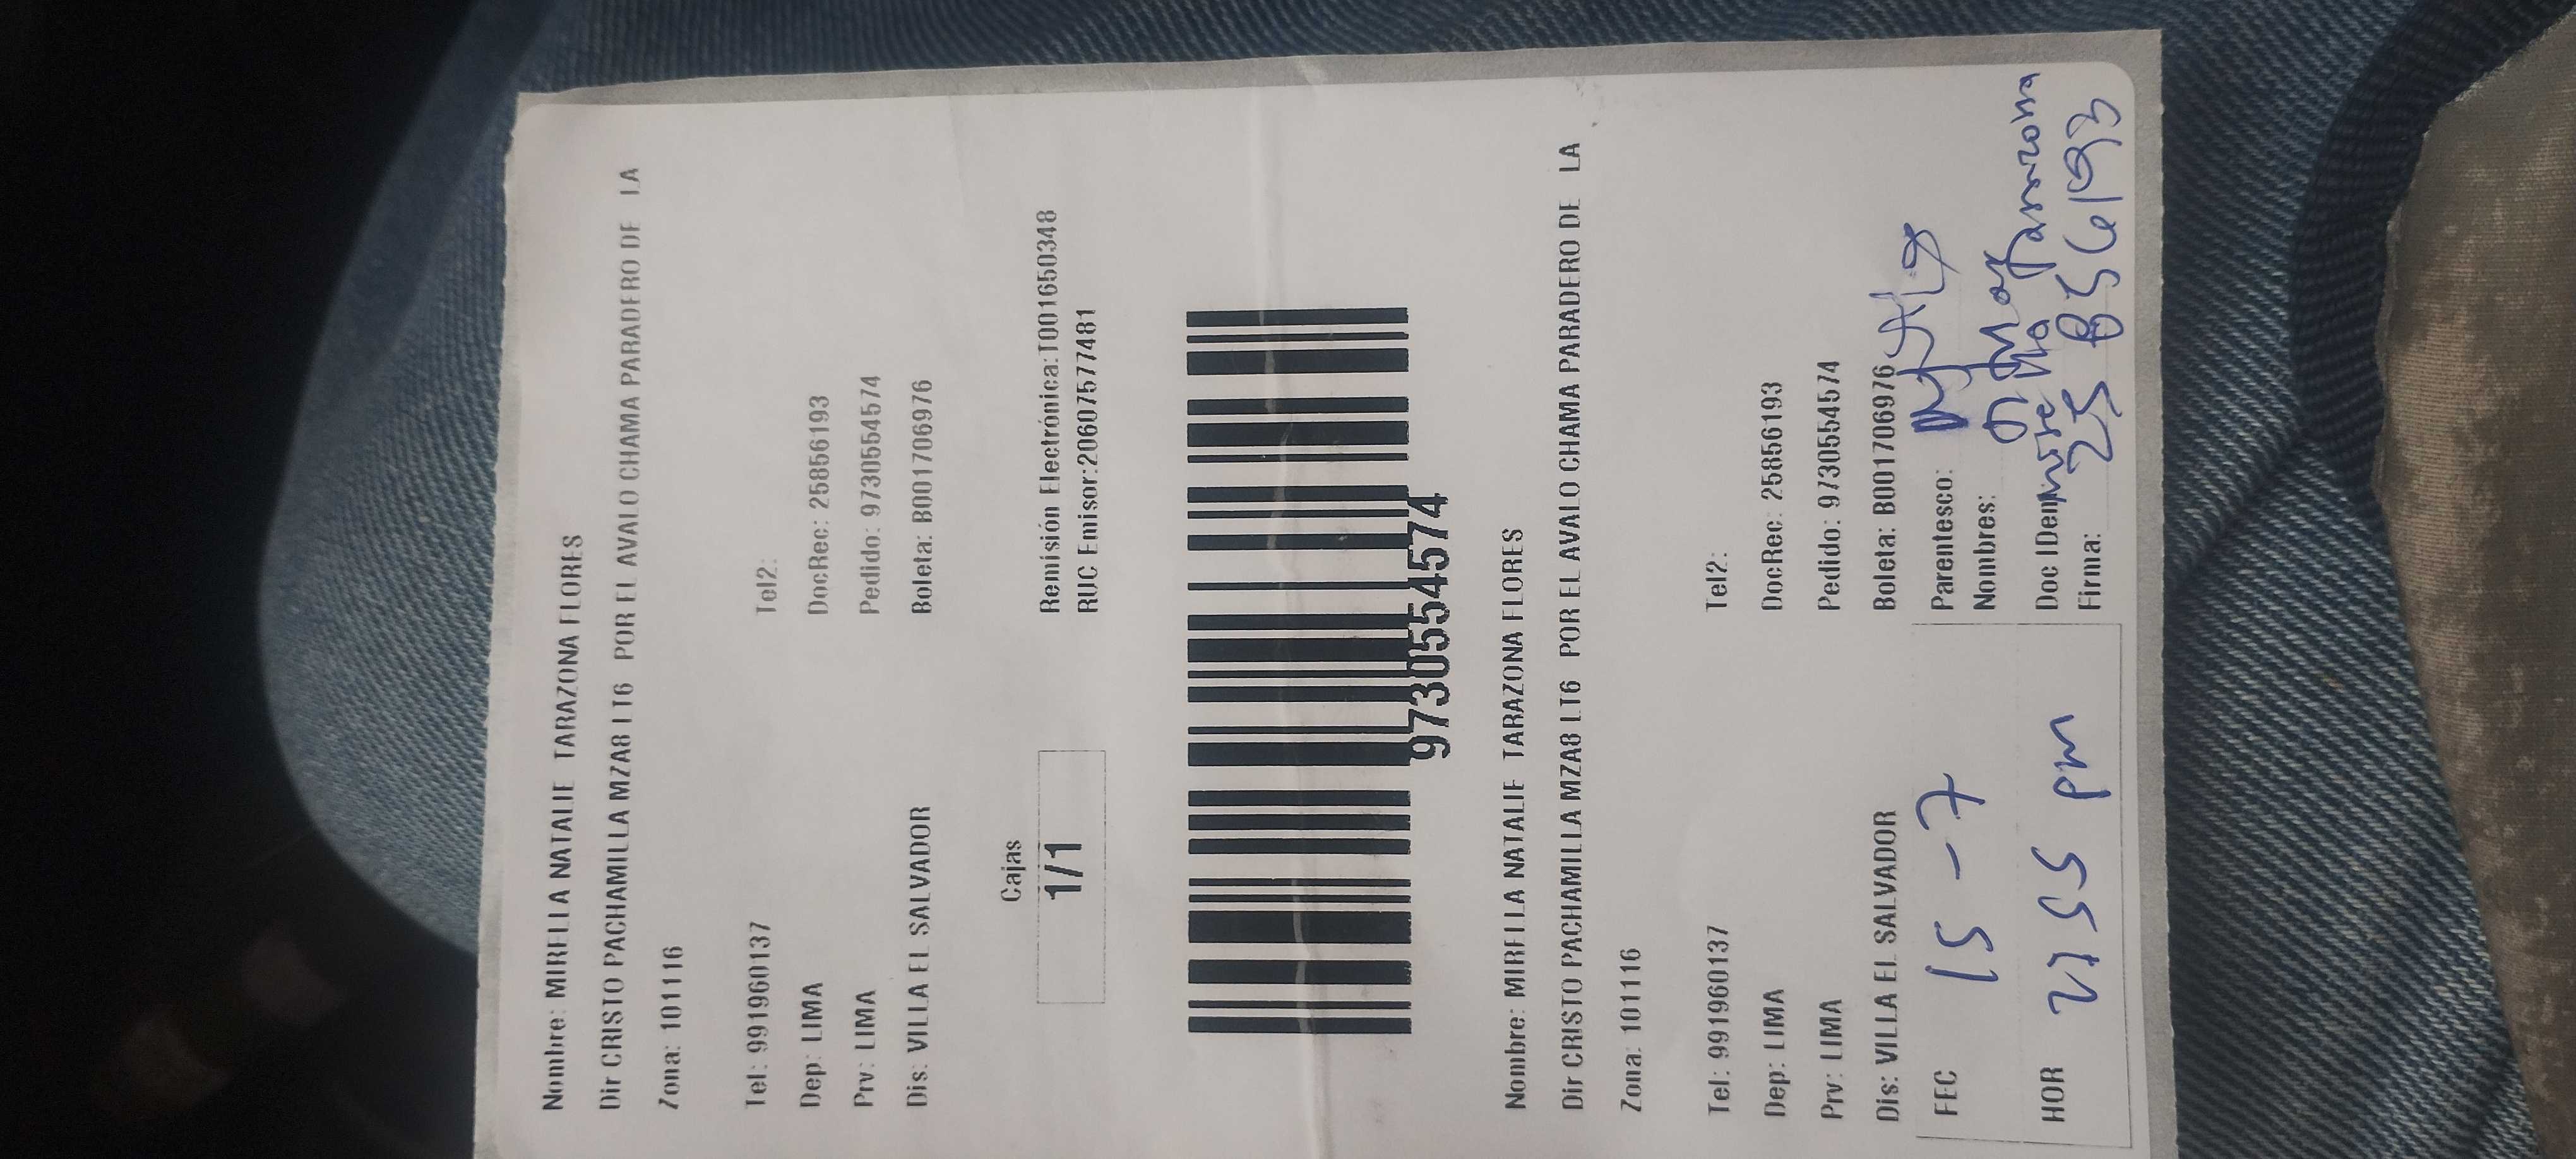 Nombre: MIRELLA NATALIE TARAZONA FLORES
Dir CRISTO PACHAMILLA MZA8 LT6 POR EL AVALO CHAMA PARADERO DE LA
Zona: 101116
Tel: 991960137 Tel2:
Dep: LIMA DocRec: 25856193
Prv: LIMA Pedido: 9730554574
Dis: VILLA EL SALVADOR Boleta: B001706976
Cajas
1/1
Remisión Electrónica:T001650348
RUC Emisor:20607577481
9730554574
Nombre: MIRELLA NATALIE TARAZONA FLORES
Dir CRISTO PACHAMILLA MZA8 LT6 POR EL AVALO CHAMA PARADERO DE LA
Zona: 101116
Tel: 991960137 Tel2:
Dep: LIMA DocRec: 25856193
Prv: LIMA Pedido: 9730554574
Dis: VILLA EL SALVADOR Boleta: B001706976
FEC 15-7 Parentesco:
Nombres:
HOR 2:55 pm Doc IDen
Firma: 25856193